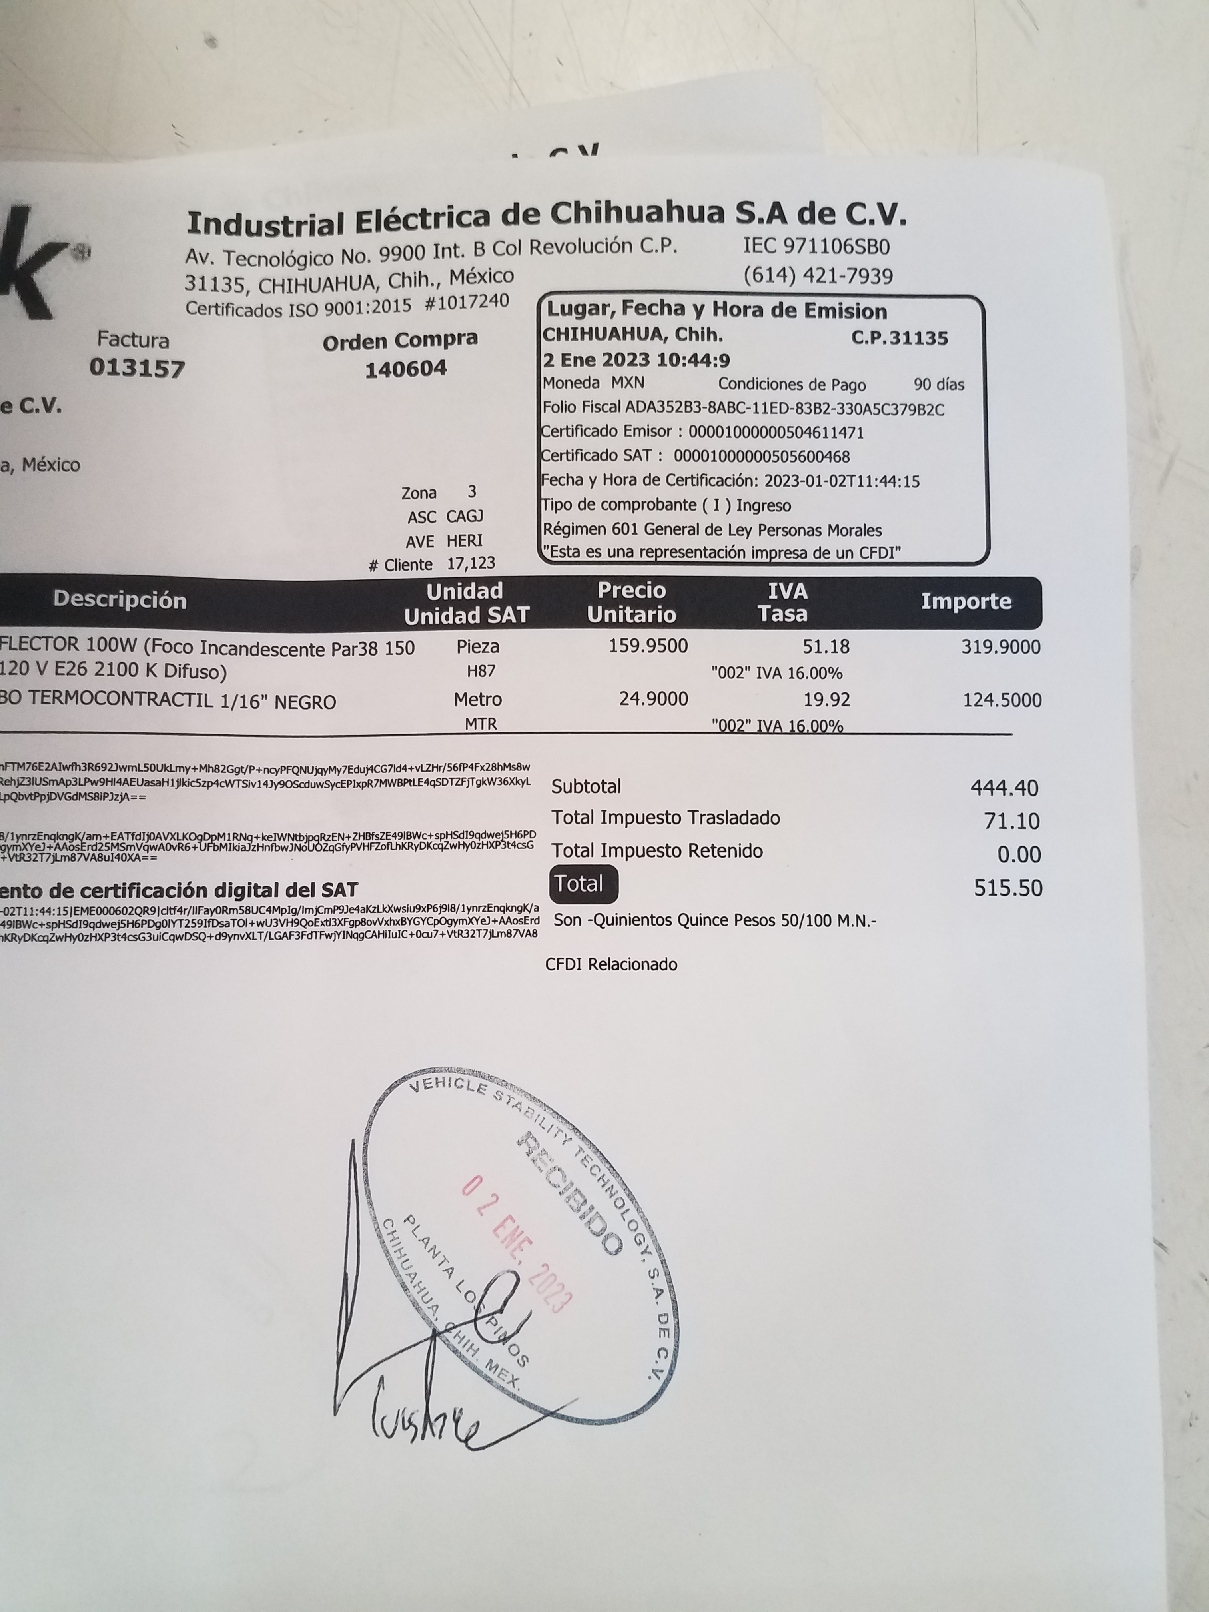 k®
Industrial Eléctrica de Chihuahua S.A de C.V.
Av. Tecnológico No. 9900 Int. B Col Revolución C.P.
31135, CHIHUAHUA, Chih., México
Certificados ISO 9001:2015 #1017240
IEC 971106SB0
(614) 421-7939
Factura
013157
Orden Compra
140604
e C.V.
a, México
Zona 3
ASC CAGJ
AVE HERI
# Cliente 17,123
Lugar, Fecha y Hora de Emision
CHIHUAHUA, Chih. C.P.31135
2 Ene 2023 10:44:9
Moneda MXN Condiciones de Pago 90 días
Folio Fiscal ADA352B3-8ABC-11ED-83B2-330A5C379B2C
Certificado Emisor : 00001000000504611471
Certificado SAT : 00001000000505600468
Fecha y Hora de Certificación: 2023-01-02T11:44:15
Tipo de comprobante ( I ) Ingreso
Régimen 601 General de Ley Personas Morales
"Esta es una representación impresa de un CFDI"
Descripción Unidad Precio IVA Importe
Unidad SAT Unitario Tasa
FLECTOR 100W (Foco Incandescente Par38 150 Pieza 159.9500 51.18 319.9000
120 V E26 2100 K Difuso) H87 "002" IVA 16.00%
BO TERMOCONTRACTIL 1/16" NEGRO Metro 24.9000 19.92 124.5000
MTR "002" IVA 16.00%
Subtotal 444.40
Total Impuesto Trasladado 71.10
Total Impuesto Retenido 0.00
Total 515.50
Son -Quinientos Quince Pesos 50/100 M.N.-
CFDI Relacionado
ento de certificación digital del SAT
VEHICLE STABILITY TECHNOLOGY, S.A. DE C.V.
RECIBIDO
02 ENE, 2023
PLANTA LOS PINOS
CHIHUAHUA, CHIH. MEX.